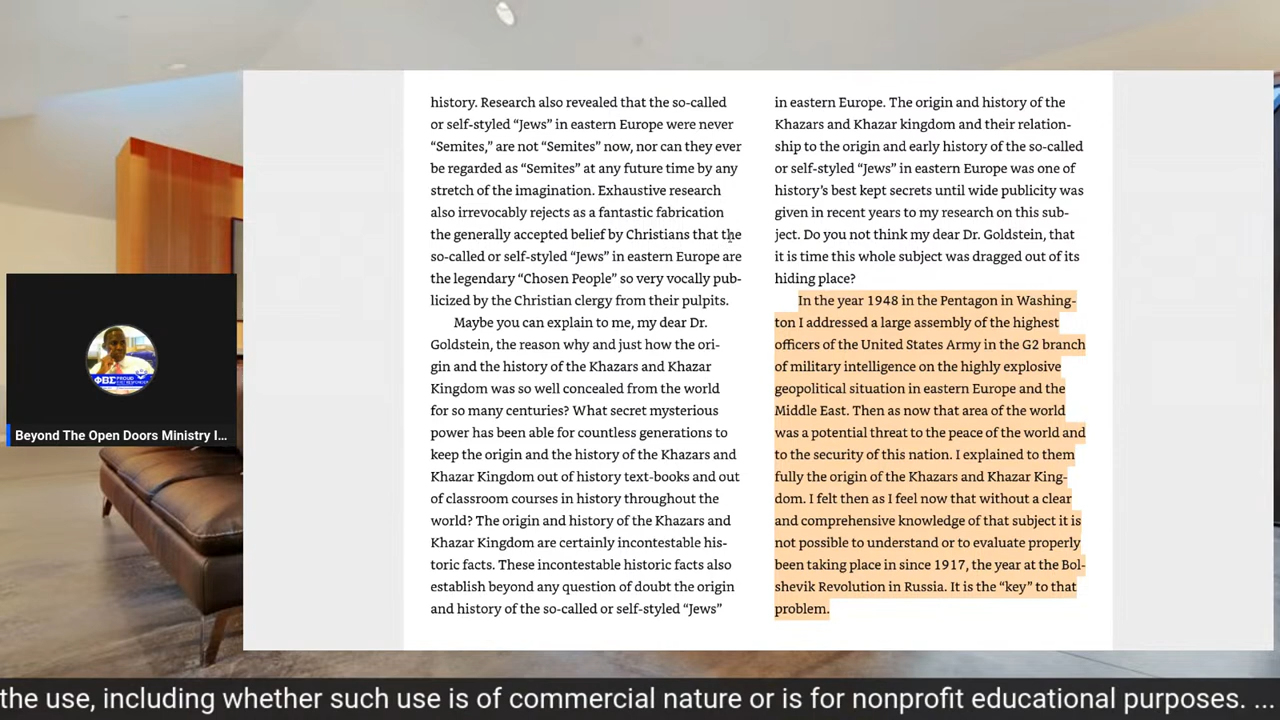 history. Research also revealed that the so-called
or self-styled “Jews” in eastern Europe were never
“Semites,” are not “Semites” now, nor can they ever
be regarded as “Semites” at any future time by any
stretch of the imagination. Exhaustive research
also irrevocably rejects as a fantastic fabrication
the generally accepted belief by Christians that the
so-called or self-styled “Jews” in eastern Europe are
the legendary “Chosen People” so very vocally pub-
licized by the Christian clergy from their pulpits.
Maybe you can explain to me, my dear Dr.
Goldstein, the reason why and just how the ori-
gin and the history of the Khazars and Khazar
Kingdom was so well concealed from the world
for so many centuries? What secret mysterious
power has been able for countless generations to
keep the origin and the history of the Khazars and
Khazar Kingdom out of history text-books and out
of classroom courses in history throughout the
world? The origin and history of the Khazars and
Khazar Kingdom are certainly incontestable his-
toric facts. These incontestable historic facts also
establish beyond any question of doubt the origin
and history of the so-called or self-styled “Jews”
in eastern Europe. The origin and history of the
Khazars and Khazar kingdom and their relation-
ship to the origin and early history of the so-called
or self-styled “Jews” in eastern Europe was one of
history’s best kept secrets until wide publicity was
given in recent years to my research on this sub-
ject. Do you not think my dear Dr. Goldstein, that
it is time this whole subject was dragged out of its
hiding place?
In the year 1948 in the Pentagon in Washing-
ton I addressed a large assembly of the highest
officers of the United States Army in the G2 branch
of military intelligence on the highly explosive
geopolitical situation in eastern Europe and the
Middle East. Then as now that area of the world
was a potential threat to the peace of the world and
to the security of this nation. I explained to them
fully the origin of the Khazars and Khazar King-
dom. I felt then as I feel now that without a clear
and comprehensive knowledge of that subject it is
not possible to understand or to evaluate properly
been taking place in since 1917, the year at the Bol-
shevik Revolution in Russia. It is the “key” to that
problem.
ΦΒΣ PROUD
Beyond The Open Doors Ministry I...
the use, including whether such use is of commercial nature or is for nonprofit educational purposes. ...